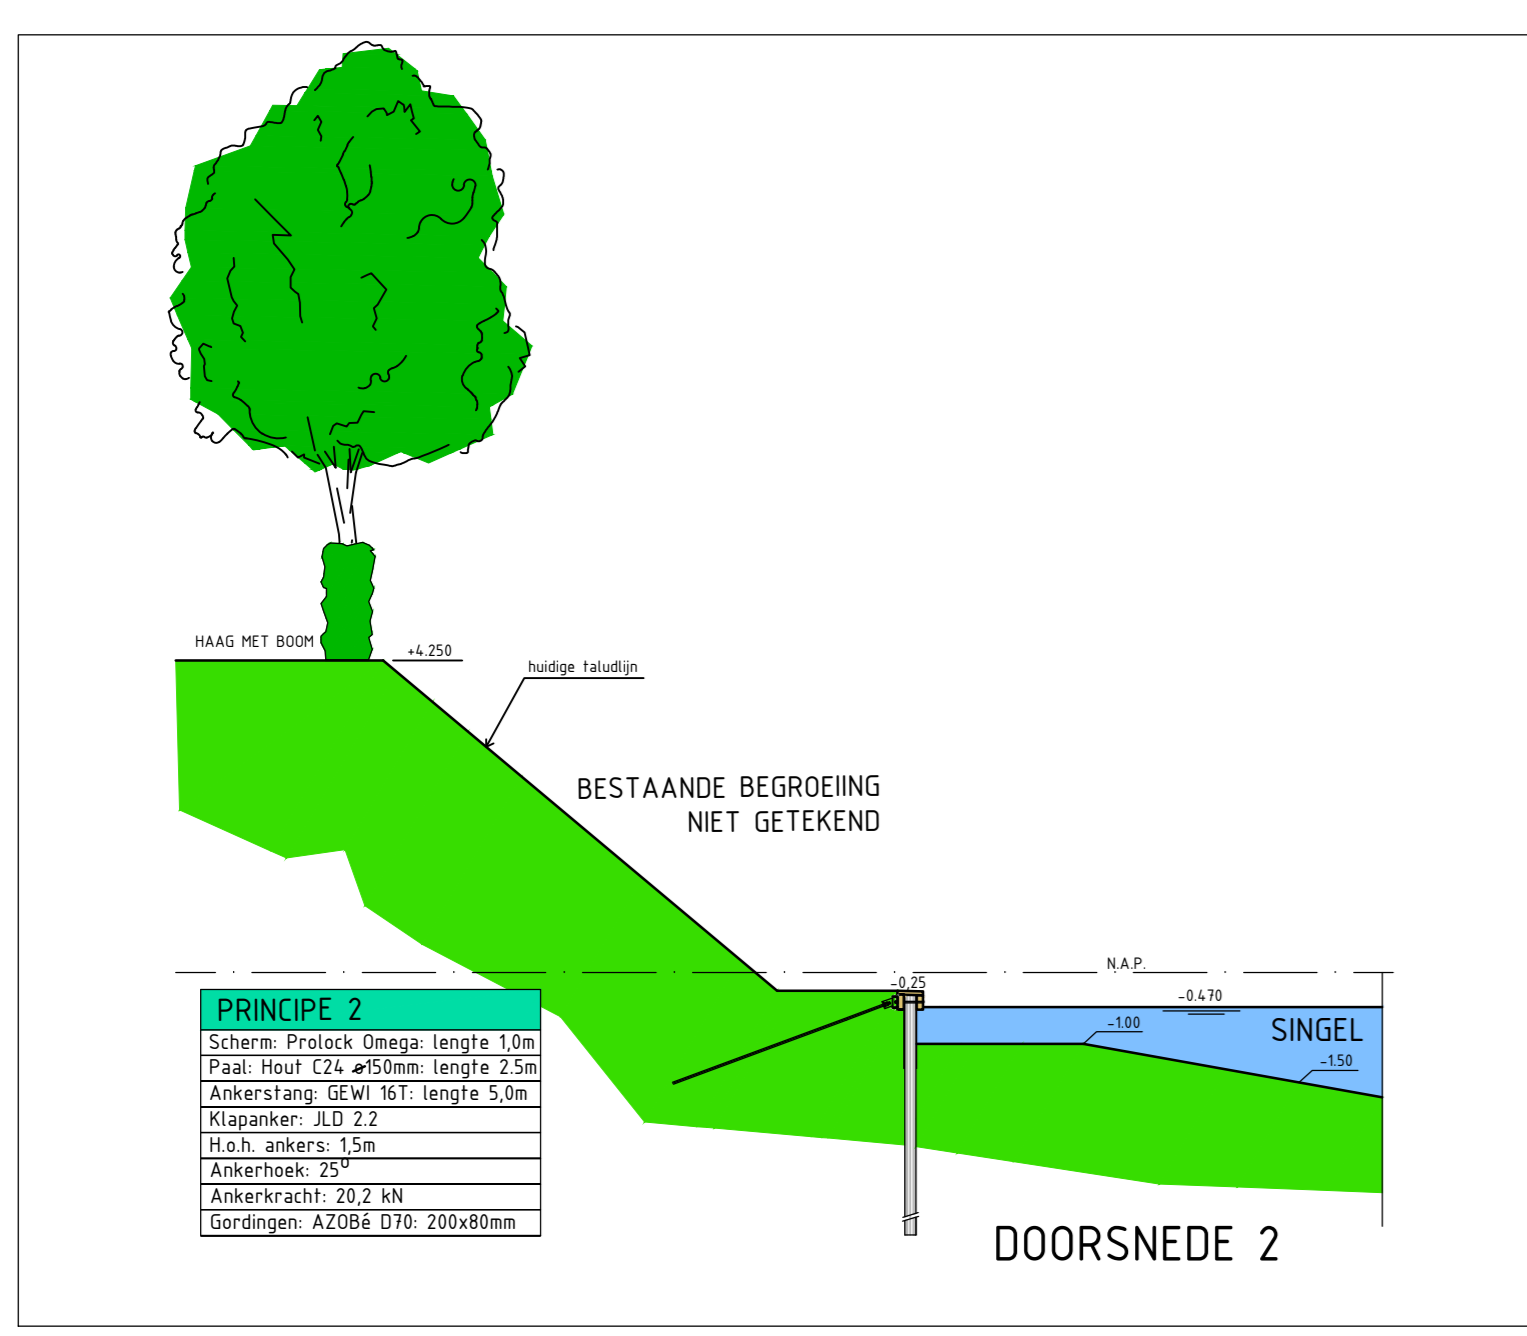 HAAG MET BOOM
+4.250
huidige taludlijn
BESTAANDE BEGROEIING
NIET GETEKEND
N.A.P.
-0,25
-0.470
-1.00
SINGEL
-1.50
PRINCIPE 2
Scherm: Prolock Omega: lengte 1,0m
Paal: Hout C24 ⌀150mm: lengte 2.5m
Ankerstang: GEWI 16T: lengte 5,0m
Klapanker: JLD 2.2
H.o.h. ankers: 1,5m
Ankerhoek: 25⁰
Ankerkracht: 20,2 kN
Gordingen: AZOBé D70: 200x80mm
DOORSNEDE 2